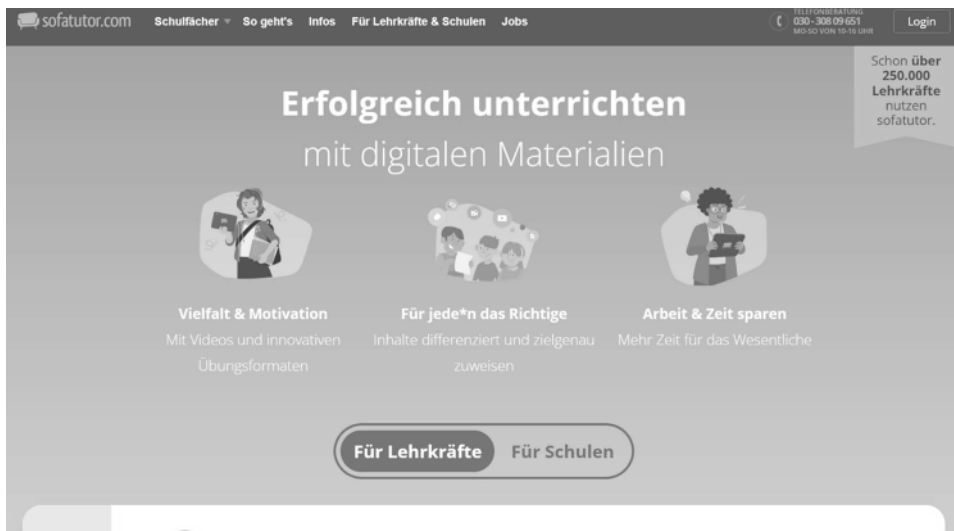 sofatutor.com Schulfächer So geht's Infos Für Lehrkräfte & Schulen Jobs
TELEFONBERATUNG
030 - 308 09 651
MO-SO VON 10-16 UHR
Login
Schon über
250.000
Lehrkräfte
nutzen
sofatutor.
Erfolgreich unterrichten
mit digitalen Materialien
Vielfalt & Motivation
Mit Videos und innovativen
Übungsformaten
Für jede*n das Richtige
Inhalte differenziert und zielgenau
zuweisen
Arbeit & Zeit sparen
Mehr Zeit für das Wesentliche
Für Lehrkräfte Für Schulen